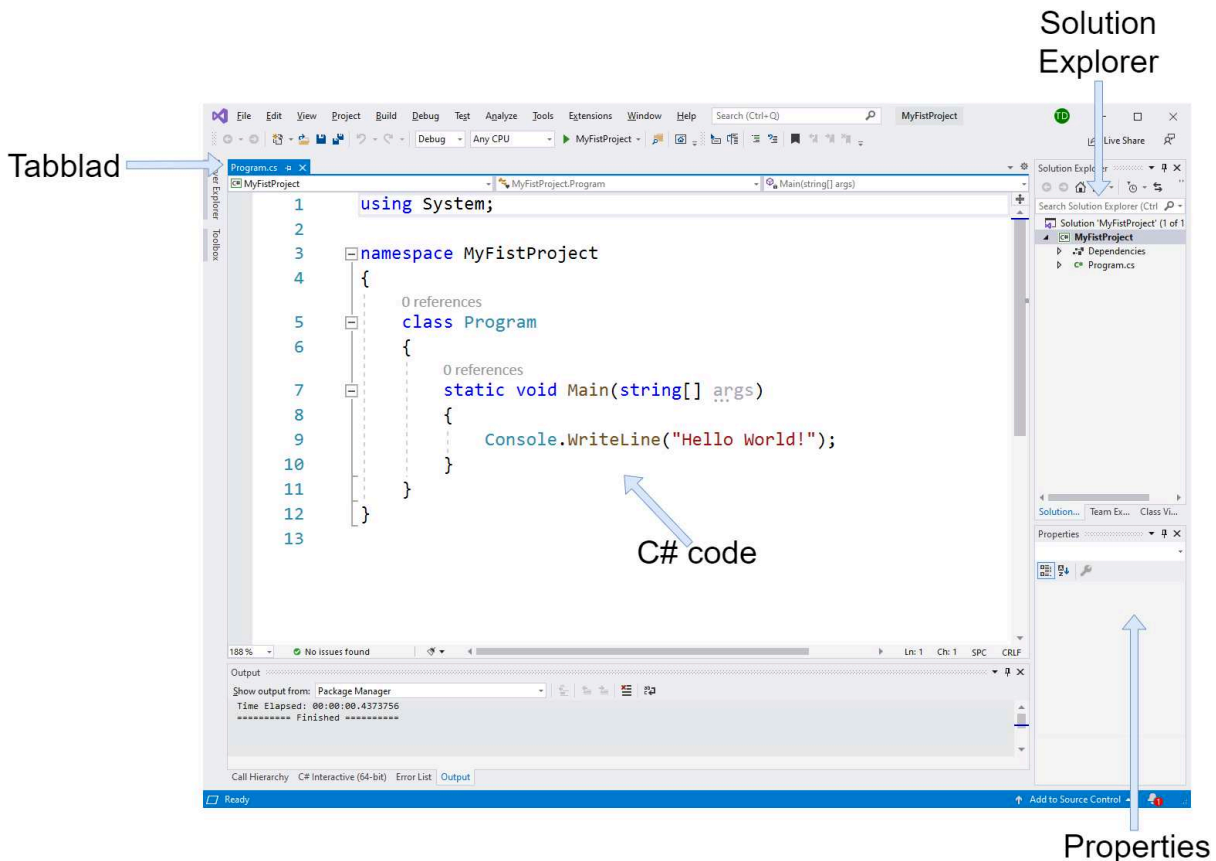 Solution
Explorer
File Edit View Project Build Debug Test Analyze Tools Extensions Window Help Search (Ctrl+Q) MyFistProject TD
Debug Any CPU MyFistProject Live Share
Tabblad
Program.cs
Solution Explorer
MyFistProject MyFistProject.Program Main(string[] args)
Search Solution Explorer (Ctrl
Toolbox
Solution 'MyFistProject' (1 of 1
MyFistProject
Dependencies
Program.cs
1 using System;
2
3 namespace MyFistProject
4 {
0 references
5 class Program
6 {
0 references
7 static void Main(string[] args)
8 {
9 Console.WriteLine("Hello World!");
10 }
11 }
12 }
13
C# code
Solution... Team Ex... Class Vi...
Properties
188 % No issues found Ln: 1 Ch: 1 SPC CRLF
Output
Show output from: Package Manager
Time Elapsed: 00:00:00.4373756
========== Finished ==========
Call Hierarchy C# Interactive (64-bit) Error List Output
Ready Add to Source Control 1
Properties